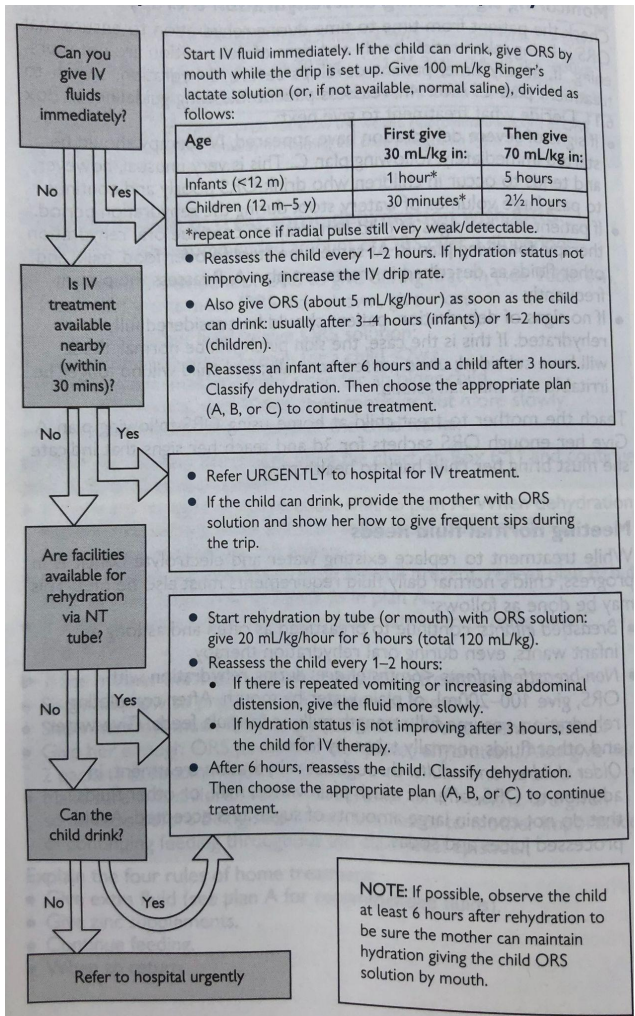 Can you
give IV
fluids
immediately?
Start IV fluid immediately. If the child can drink, give ORS by
mouth while the drip is set up. Give 100 mL/kg Ringer's
lactate solution (or, if not available, normal saline), divided as
follows:
Age First give Then give
30 mL/kg in: 70 mL/kg in:
Infants (<12 m) 1 hour* 5 hours
Children (12 m–5 y) 30 minutes* 2½ hours
*repeat once if radial pulse still very weak/detectable.
• Reassess the child every 1–2 hours. If hydration status not
improving, increase the IV drip rate.
• Also give ORS (about 5 mL/kg/hour) as soon as the child
can drink: usually after 3–4 hours (infants) or 1–2 hours
(children).
• Reassess an infant after 6 hours and a child after 3 hours.
Classify dehydration. Then choose the appropriate plan
(A, B, or C) to continue treatment.
No Yes
Is IV
treatment
available
nearby
(within
30 mins)?
No Yes
• Refer URGENTLY to hospital for IV treatment.
• If the child can drink, provide the mother with ORS
solution and show her how to give frequent sips during
the trip.
Are facilities
available for
rehydration
via NT
tube?
• Start rehydration by tube (or mouth) with ORS solution:
give 20 mL/kg/hour for 6 hours (total 120 mL/kg).
• Reassess the child every 1–2 hours:
• If there is repeated vomiting or increasing abdominal
distension, give the fluid more slowly.
• If hydration status is not improving after 3 hours, send
the child for IV therapy.
• After 6 hours, reassess the child. Classify dehydration.
Then choose the appropriate plan (A, B, or C) to continue
treatment.
No Yes
Can the
child drink?
No Yes
Refer to hospital urgently
NOTE: If possible, observe the child
at least 6 hours after rehydration to
be sure the mother can maintain
hydration giving the child ORS
solution by mouth.